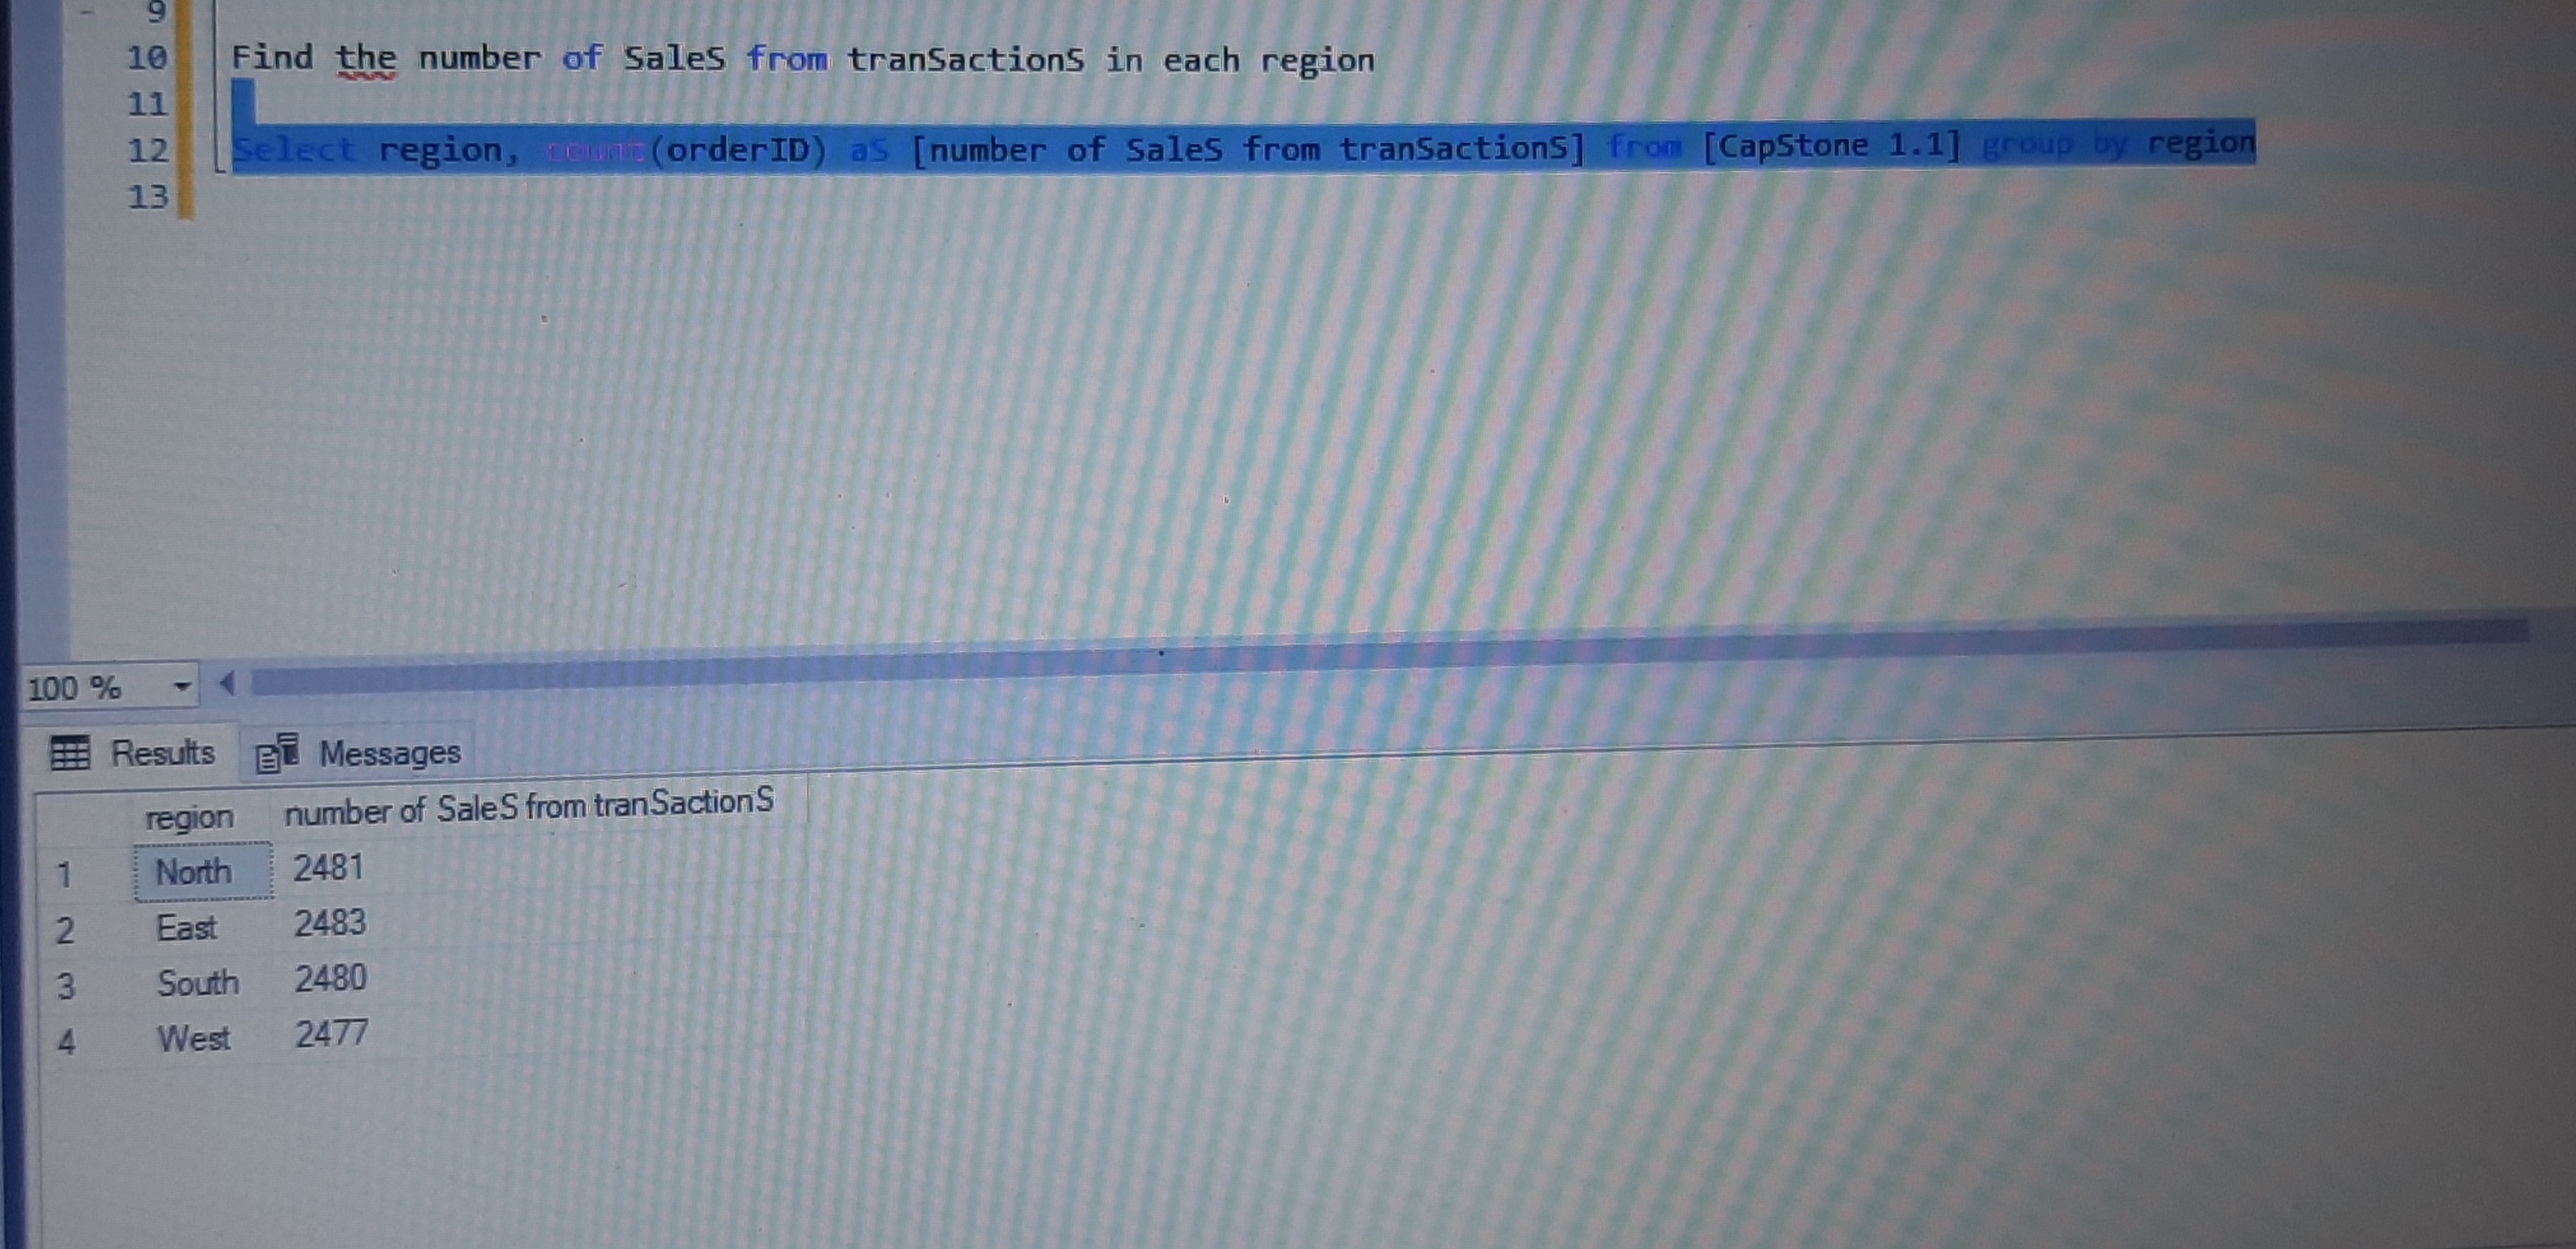 9
10 Find the number of SaleS from tranSactionS in each region
11
12 Select region, count(orderID) aS [number of SaleS from tranSactionS] from [CapStone 1.1] group by region
13
100 %
Results Messages
region number of SaleS from tranSactionS
1 North 2481
2 East 2483
3 South 2480
4 West 2477